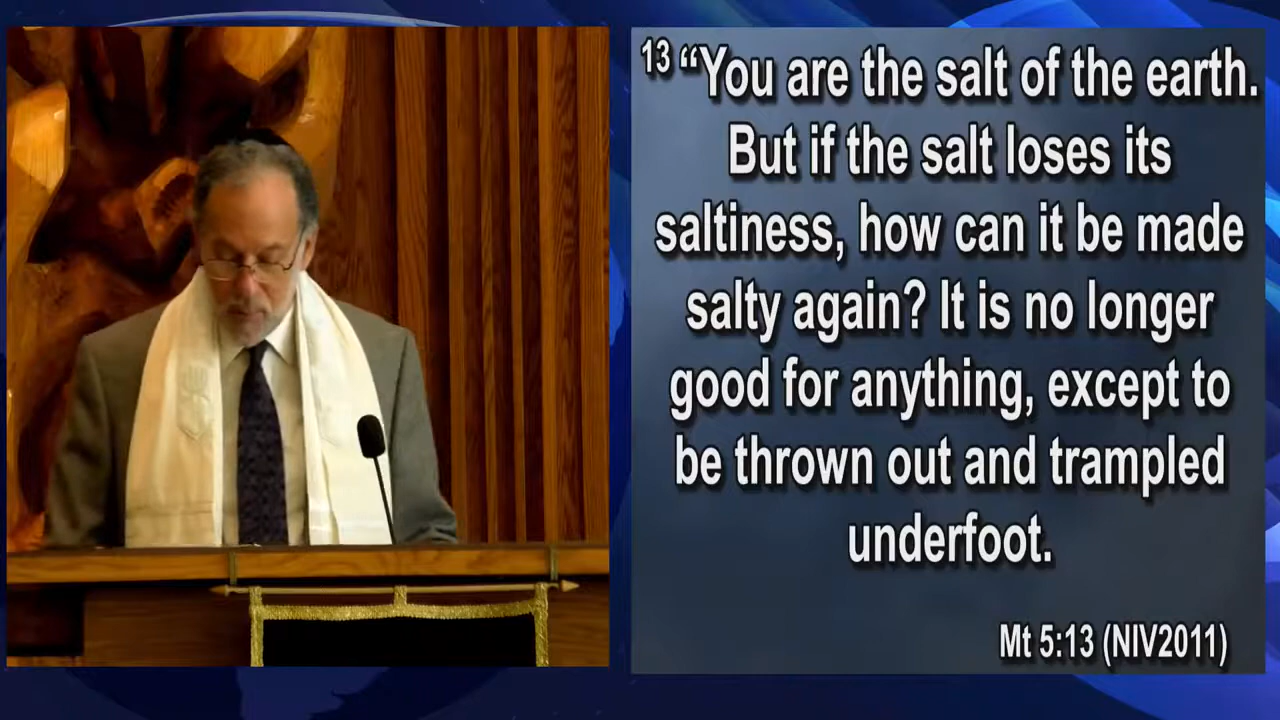 13 “You are the salt of the earth.
But if the salt loses its
saltiness, how can it be made
salty again? It is no longer
good for anything, except to
be thrown out and trampled
underfoot.
Mt 5:13 (NIV2011)